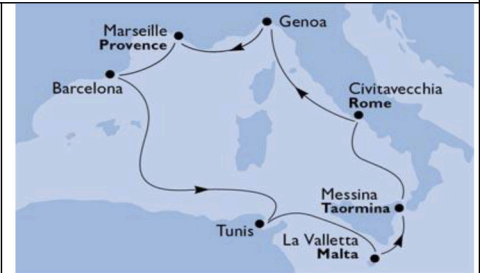 Genoa
Marseille
Provence
Barcelona
Civitavecchia
Rome
Messina
Taormina
Tunis
La Valletta
Malta